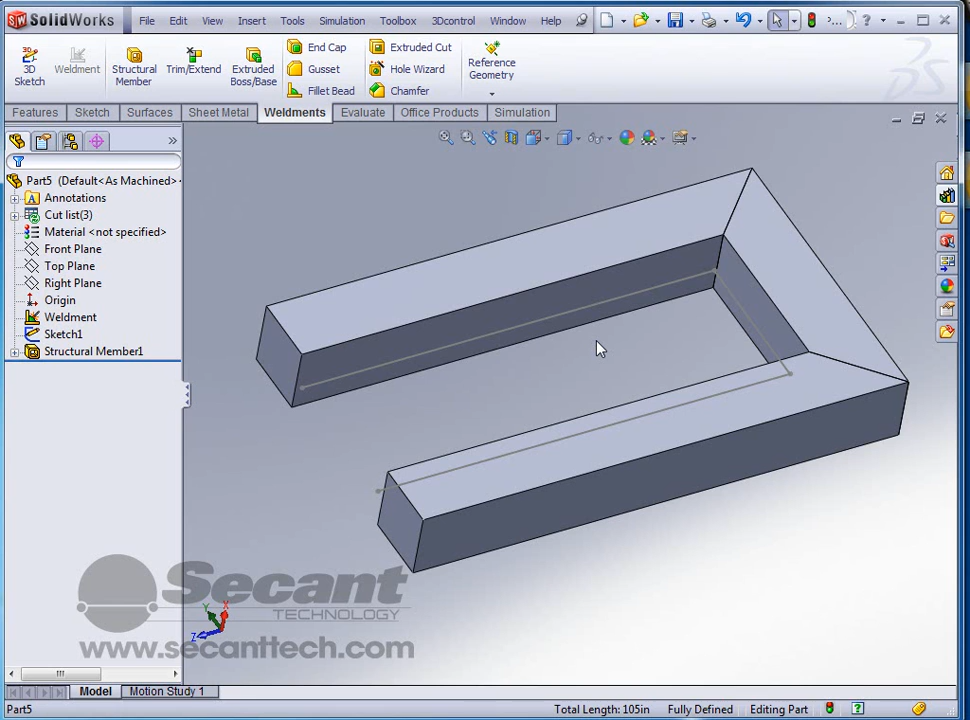 SolidWorks File Edit View Insert Tools Simulation Toolbox 3Dcontrol Window Help ...
3D Sketch
Weldment
Structural Member
Trim/Extend
Extruded Boss/Base
End Cap
Gusset
Fillet Bead
Extruded Cut
Hole Wizard
Chamfer
Reference Geometry
Features Sketch Surfaces Sheet Metal Weldments Evaluate Office Products Simulation
Part5 (Default<As Machined>
Annotations
Cut list(3)
Material <not specified>
Front Plane
Top Plane
Right Plane
Origin
Weldment
Sketch1
Structural Member1
Secant
TECHNOLOGY
www.secanttech.com
Y X
Z
Model Motion Study 1
Part5 Total Length: 105in Fully Defined Editing Part